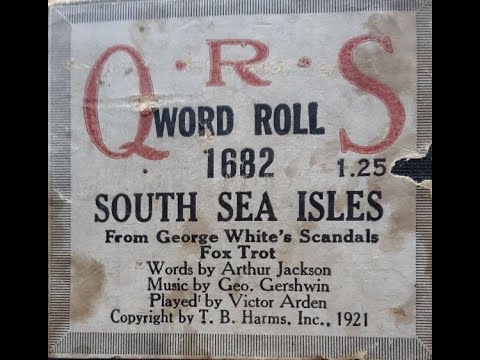 Q·R·S
WORD ROLL
1682 1.25
SOUTH SEA ISLES
From George White's Scandals
Fox Trot
Words by Arthur Jackson
Music by Geo. Gershwin
Played by Victor Arden
Copyright by T. B. Harms, Inc., 1921